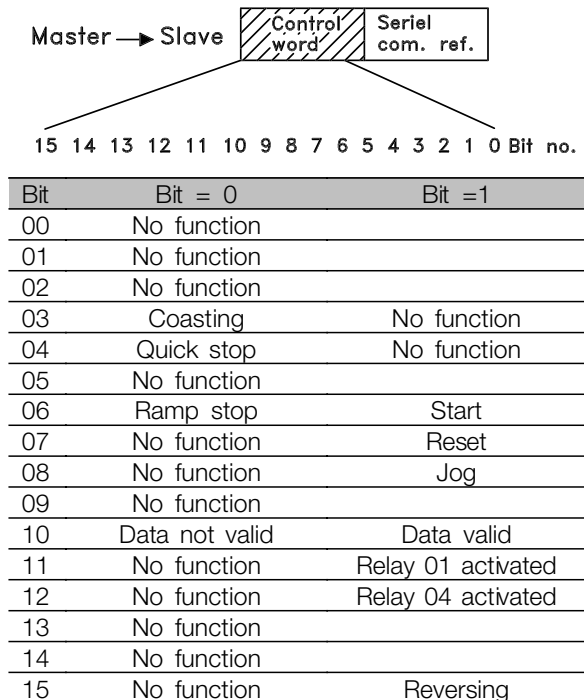 Master → Slave Control word Seriel com. ref.
15 14 13 12 11 10 9 8 7 6 5 4 3 2 1 0 Bit no.
Bit Bit = 0 Bit =1
00 No function
01 No function
02 No function
03 Coasting No function
04 Quick stop No function
05 No function
06 Ramp stop Start
07 No function Reset
08 No function Jog
09 No function
10 Data not valid Data valid
11 No function Relay 01 activated
12 No function Relay 04 activated
13 No function
14 No function
15 No function Reversing